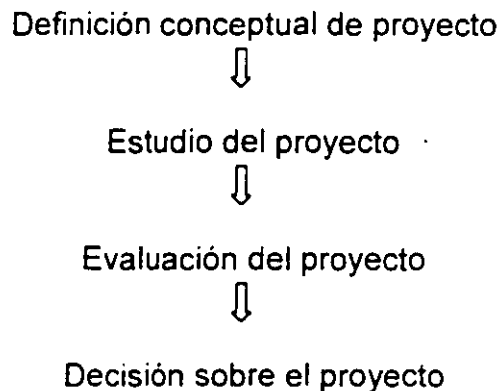 Definición conceptual de proyecto
⇩
Estudio del proyecto
⇩
Evaluación del proyecto
⇩
Decisión sobre el proyecto